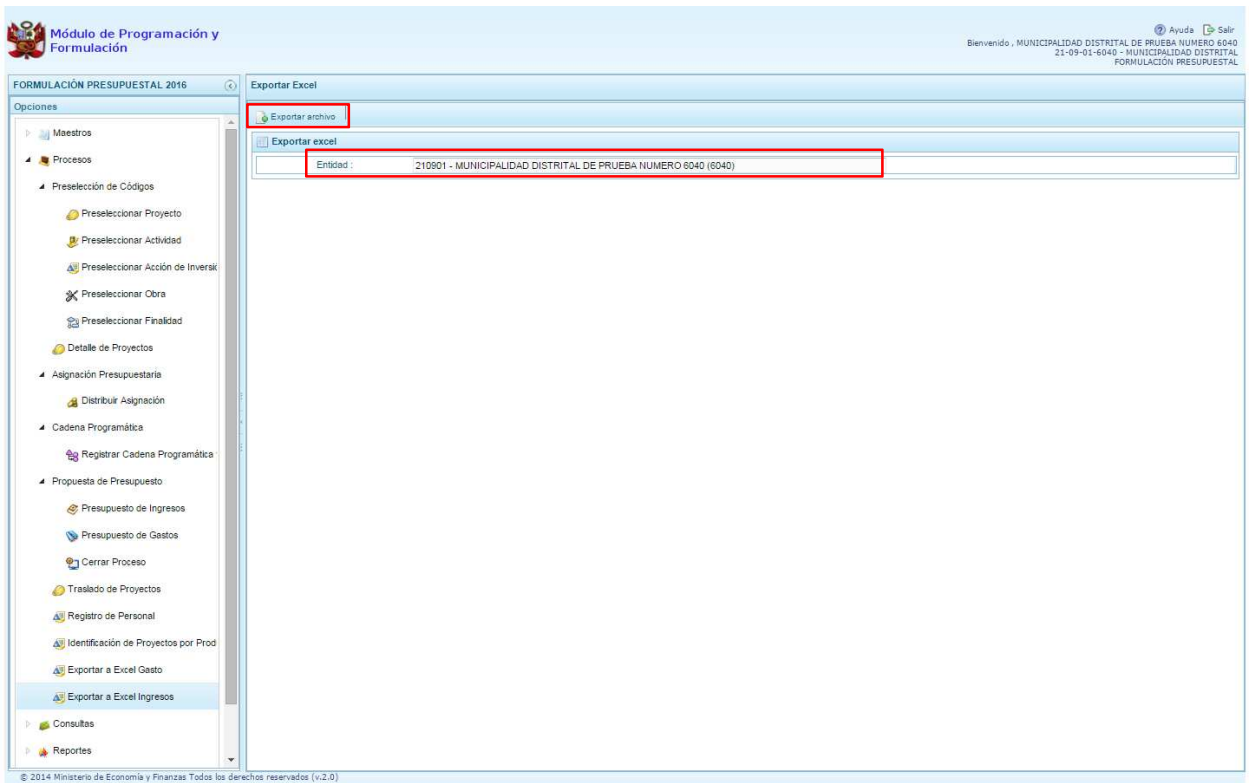 Módulo de Programación y
Formulación
Ayuda Salir
Bienvenido , MUNICIPALIDAD DISTRITAL DE PRUEBA NUMERO 6040
21-09-01-6040 - MUNICIPALIDAD DISTRITAL
FORMULACIÓN PRESUPUESTAL
FORMULACIÓN PRESUPUESTAL 2016
Opciones
Maestros
Procesos
Preselección de Códigos
Preseleccionar Proyecto
Preseleccionar Actividad
Preseleccionar Acción de Inversió
Preseleccionar Obra
Preseleccionar Finalidad
Detalle de Proyectos
Asignación Presupuestaria
Distribuir Asignación
Cadena Programática
Registrar Cadena Programática
Propuesta de Presupuesto
Presupuesto de Ingresos
Presupuesto de Gastos
Cerrar Proceso
Traslado de Proyectos
Registro de Personal
Identificación de Proyectos por Prod
Exportar a Excel Gasto
Exportar a Excel Ingresos
Consultas
Reportes
Exportar Excel
Exportar archivo
Exportar excel
Entidad : 210901 - MUNICIPALIDAD DISTRITAL DE PRUEBA NUMERO 6040 (6040)
© 2014 Ministerio de Economía y Finanzas Todos los derechos reservados (v.2.0)